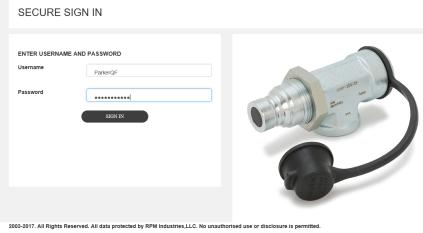 SECURE SIGN IN
ENTER USERNAME AND PASSWORD
Username
ParkerQF
Password
•••••••••••
SIGN IN
2003-2017. All Rights Reserved. All data protected by RPM Industries,LLC. No unauthorised use or disclosure is permitted.